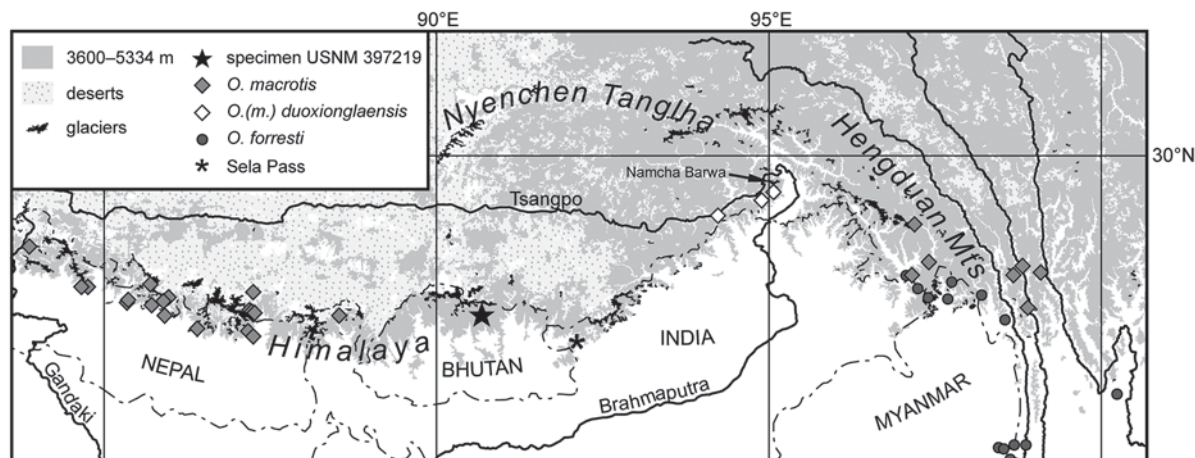 90°E
95°E
3600–5334 m
deserts
glaciers
specimen USNM 397219
O. macrotis
O.(m.) duoxionglaensis
O. forresti
Sela Pass
Nyenchen Tanglha
Hengduan Mts
30°N
Namcha Barwa
Tsangpo
Himalaya
NEPAL
BHUTAN
INDIA
Gandaki
Brahmaputra
MYANMAR